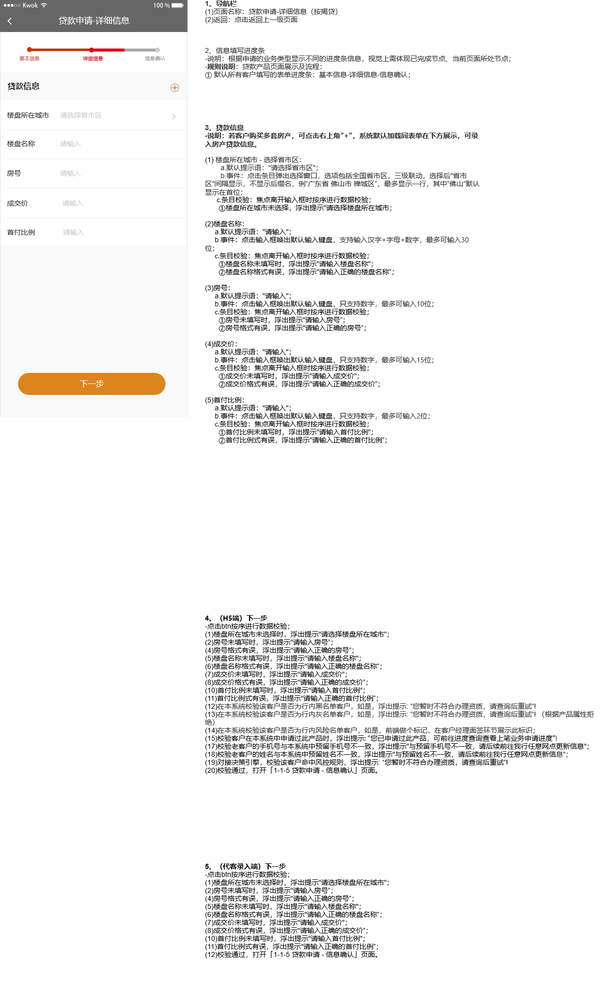 Kwok
100 %
贷款申请-详细信息
基本信息
详细信息
信息确认
贷款信息
楼盘所在城市
请选择省市区
楼盘名称
请输入
房号
请输入
成交价
请输入
首付比例
请输入
下一步
1、导航栏
(1)页面名称：贷款申请-详细信息（按揭贷）
(2)返回：点击返回上一级页面
2、信息填写进度条
-说明：根据申请的业务类型显示不同的进度条信息，视觉上需体现已完成节点、当前页面所处节点；
-规则说明：贷款产品页面展示及流程：
① 默认所有客户填写的表单进度条：基本信息-详细信息-信息确认；
3、贷款信息
-说明：若客户购买多套房产，可点击右上角”+”，系统默认加载同表单在下方展示，可录
入房产贷款信息。
(1) 楼盘所在城市 - 选择省市区：
a.默认提示语："请选择省市区"；
b.事件：点击条目弹出选择窗口，选项包括全国省市区，三级联动，选择后"省市
区"间隔显示，不显示后缀名，例”广东省 佛山市 禅城区”，最多显示一行，其中”佛山”默认
显示在首位；
c.条目校验：焦点离开输入框时按序进行数据校验；
①楼盘所在城市未选择，浮出提示"请选择楼盘所在城市；
(2)楼盘名称：
a.默认提示语："请输入"；
b.事件：点击输入框唤出默认输入键盘，支持输入汉字+字母+数字，最多可输入30
位；
c.条目校验：焦点离开输入框时按序进行数据校验；
①楼盘名称未填写时，浮出提示"请输入楼盘名称"；
②楼盘名称格式有误，浮出提示"请输入正确的楼盘名称”；
(3)房号：
a.默认提示语："请输入"；
b.事件：点击输入框唤出默认输入键盘，只支持数字，最多可输入10位；
c.条目校验：焦点离开输入框时按序进行数据校验；
①房号未填写时，浮出提示"请输入房号”；
②房号格式有误，浮出提示"请输入正确的房号”；
(4)成交价：
a.默认提示语："请输入"；
b.事件：点击输入框唤出默认输入键盘，只支持数字，最多可输入15位；
c.条目校验：焦点离开输入框时按序进行数据校验；
①成交价未填写时，浮出提示"请输入成交价"；
②成交价格式有误，浮出提示"请输入正确的成交价”；
(5)首付比例：
a.默认提示语："请输入"；
b.事件：点击输入框唤出默认输入键盘，只支持数字，最多可输入2位；
c.条目校验：焦点离开输入框时按序进行数据校验；
①首付比例未填写时，浮出提示"请输入首付比例"；
②首付比例式有误，浮出提示"请输入正确的首付比例”；
4、（H5端）下一步
-点击btn按序进行数据校验；
(1)楼盘所在城市未选择时，浮出提示"请选择楼盘所在城市"；
(2)房号未填写时，浮出提示"请输入房号”；
(4)房号格式有误，浮出提示"请输入正确的房号”；
(5)楼盘名称未填写时，浮出提示"请输入楼盘名称"；
(6)楼盘名称格式有误，浮出提示"请输入正确的楼盘名称”；
(7)成交价未填写时，浮出提示"请输入成交价"；
(8)成交价格式有误，浮出提示"请输入正确的成交价”；
(10)首付比例未填写时，浮出提示"请输入首付比例"；
(11)首付比例式有误，浮出提示"请输入正确的首付比例”；
(12)在本系统校验该客户是否为行内黑名单客户，如是，浮出提示: ”您暂时不符合办理资质，请查询后重试”!
(13)在本系统校验该客户是否为行内灰名单客户，如是，浮出提示: ”您暂时不符合办理资质，请查询后重试”! （根据产品属性拒
绝）
(14)在本系统校验该客户是否为行内风险名单客户，如是，前端做个标记，在客户经理面签环节展示此标识；
(15)校验客户在本系统中申请过此产品时，浮出提示: “您已申请过此产品，可前往进度查询查看上笔业务申请进度”!
(17)校验老客户的手机号与本系统中预留手机号不一致，浮出提示"与预留手机号不一致，请后续前往我行任意网点更新信息"；
(18)校验老客户的姓名与本系统中预留姓名不一致，浮出提示"与预留姓名不一致，请后续前往我行任意网点更新信息"；
(19)对接决策引擎，校验该客户命中风控规则，浮出提示: “您暂时不符合办理资质，请查询后重试”!
(20)校验通过，打开「1-1-5 贷款申请 - 信息确认」页面。
5、（代客录入端）下一步
-点击btn按序进行数据校验；
(1)楼盘所在城市未选择时，浮出提示"请选择楼盘所在城市"；
(2)房号未填写时，浮出提示"请输入房号”；
(4)房号格式有误，浮出提示"请输入正确的房号”；
(5)楼盘名称未填写时，浮出提示"请输入楼盘名称"；
(6)楼盘名称格式有误，浮出提示"请输入正确的楼盘名称”；
(7)成交价未填写时，浮出提示"请输入成交价"；
(8)成交价格式有误，浮出提示"请输入正确的成交价”；
(10)首付比例未填写时，浮出提示"请输入首付比例"；
(11)首付比例式有误，浮出提示"请输入正确的首付比例”；
(12)校验通过，打开「1-1-5 贷款申请 - 信息确认」页面。